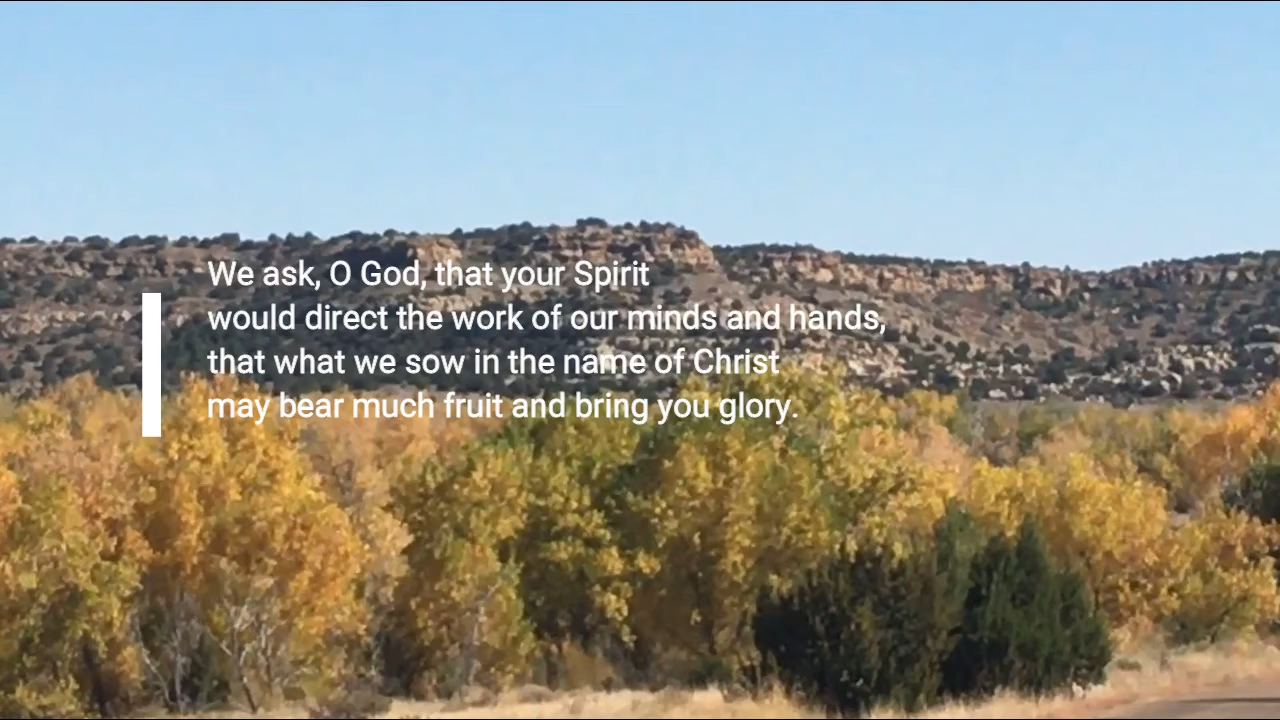 We ask, O God, that your Spirit
would direct the work of our minds and hands,
that what we sow in the name of Christ
may bear much fruit and bring you glory.